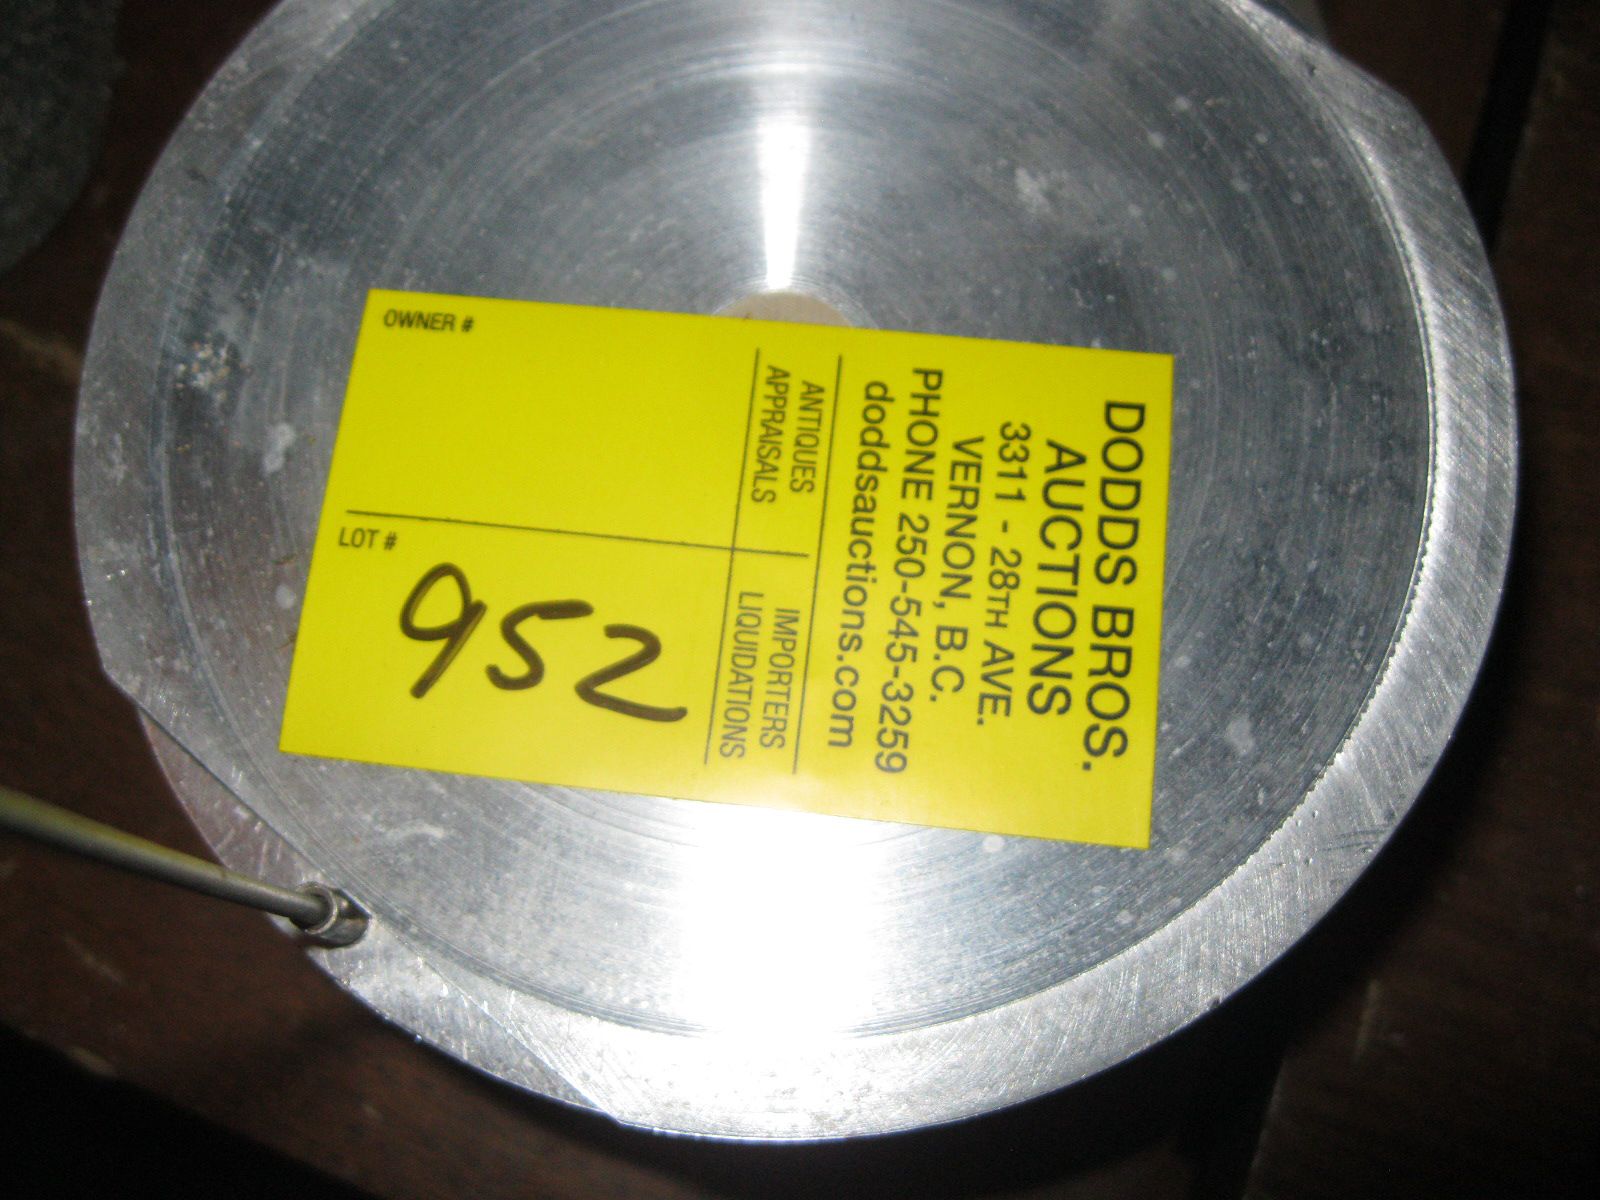 DODDS BROS.
AUCTIONS
3311 - 28TH AVE.
VERNON, B.C.
PHONE 250-545-3259
doddsauctions.com
ANTIQUES
APPRAISALS
IMPORTERS
LIQUIDATIONS
OWNER #
LOT #
952